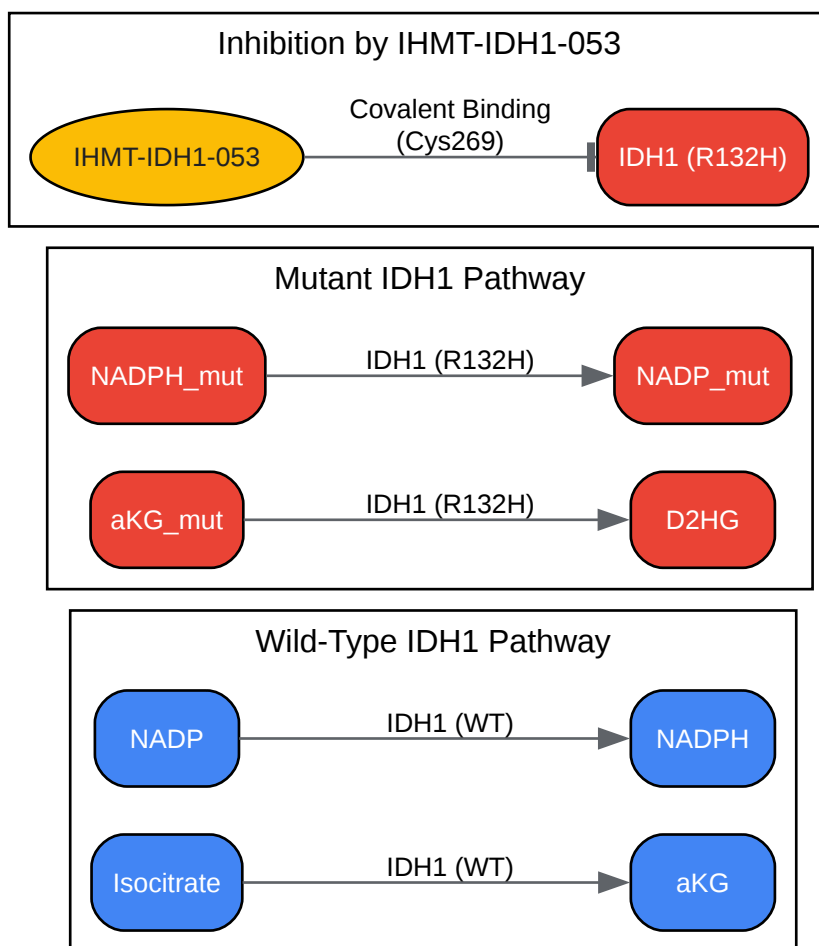 Inhibition by IHMT-IDH1-053
Covalent Binding
(Cys269)
IHMT-IDH1-053
IDH1 (R132H)
Mutant IDH1 Pathway
NADPH_mut
IDH1 (R132H)
NADP_mut
aKG_mut
IDH1 (R132H)
D2HG
Wild-Type IDH1 Pathway
NADP
IDH1 (WT)
NADPH
Isocitrate
IDH1 (WT)
aKG